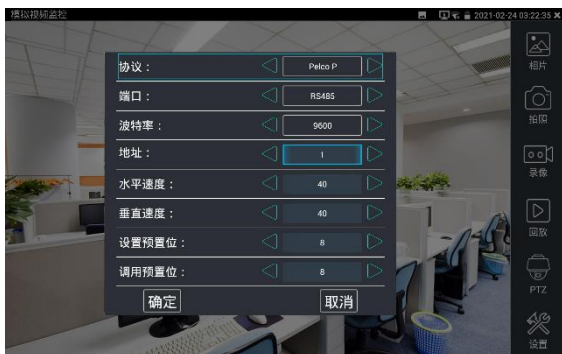 模拟视频监控 2021-02-24 03:22:35 ×
协议： Pelco P
端口： RS485
波特率： 9600
地址： 1
水平速度： 40
垂直速度： 40
设置预置位： 8
调用预置位： 8
确定 取消
相片
拍照
录像
回放
PTZ
设置